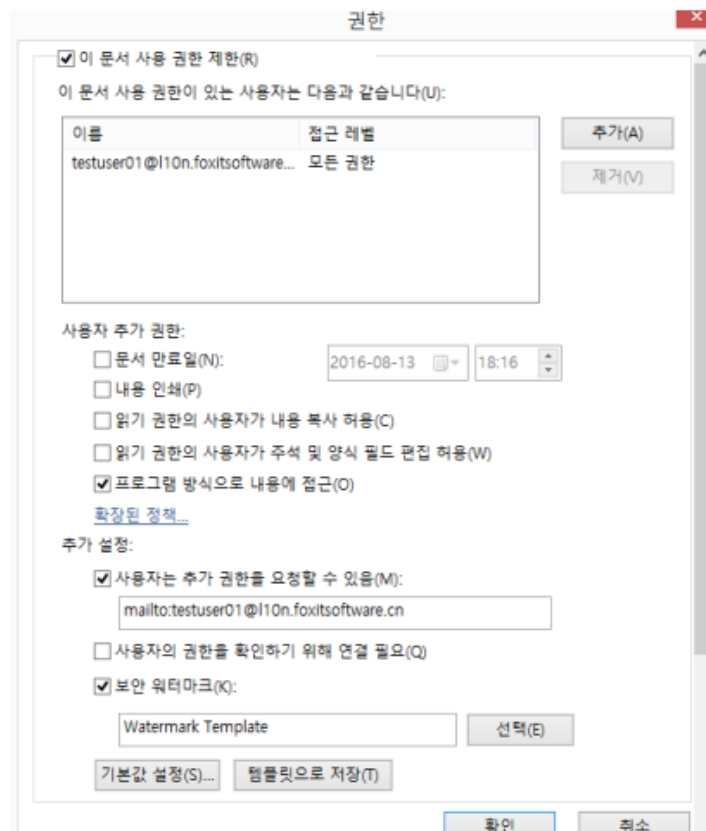 권한
이 문서 사용 권한 제한(R)
이 문서 사용 권한이 있는 사용자는 다음과 같습니다(U):
이름 접근 레벨
추가(A)
testuser01@l10n.foxitsoftware... 모든 권한
제거(V)
사용자 추가 권한:
문서 만료일(N): 2016-08-13 18:16
내용 인쇄(P)
읽기 권한의 사용자가 내용 복사 허용(C)
읽기 권한의 사용자가 주석 및 양식 필드 편집 허용(W)
프로그램 방식으로 내용에 접근(O)
확장된 정책...
추가 설정:
사용자는 추가 권한을 요청할 수 있음(M):
mailto:testuser01@l10n.foxitsoftware.cn
사용자의 권한을 확인하기 위해 연결 필요(Q)
보안 워터마크(K):
Watermark Template 선택(E)
기본값 설정(S)... 템플릿으로 저장(T)
확인 취소